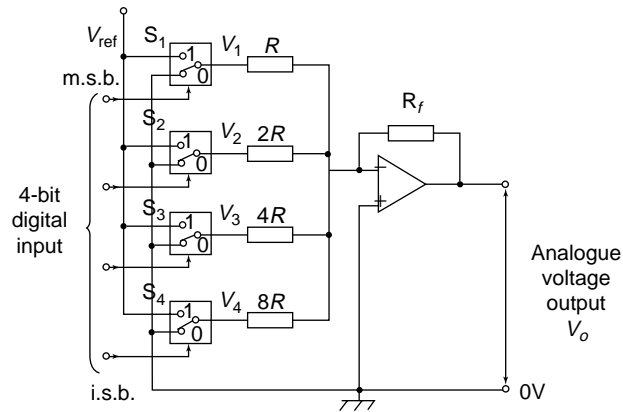 V_ref
S_1
V_1
R
1
0
m.s.b.
S_2
V_2
2R
1
0
R_f
4-bit
digital
input
S_3
V_3
4R
1
0
S_4
V_4
8R
1
0
i.s.b.
−
+
Analogue
voltage
output
V_o
0V